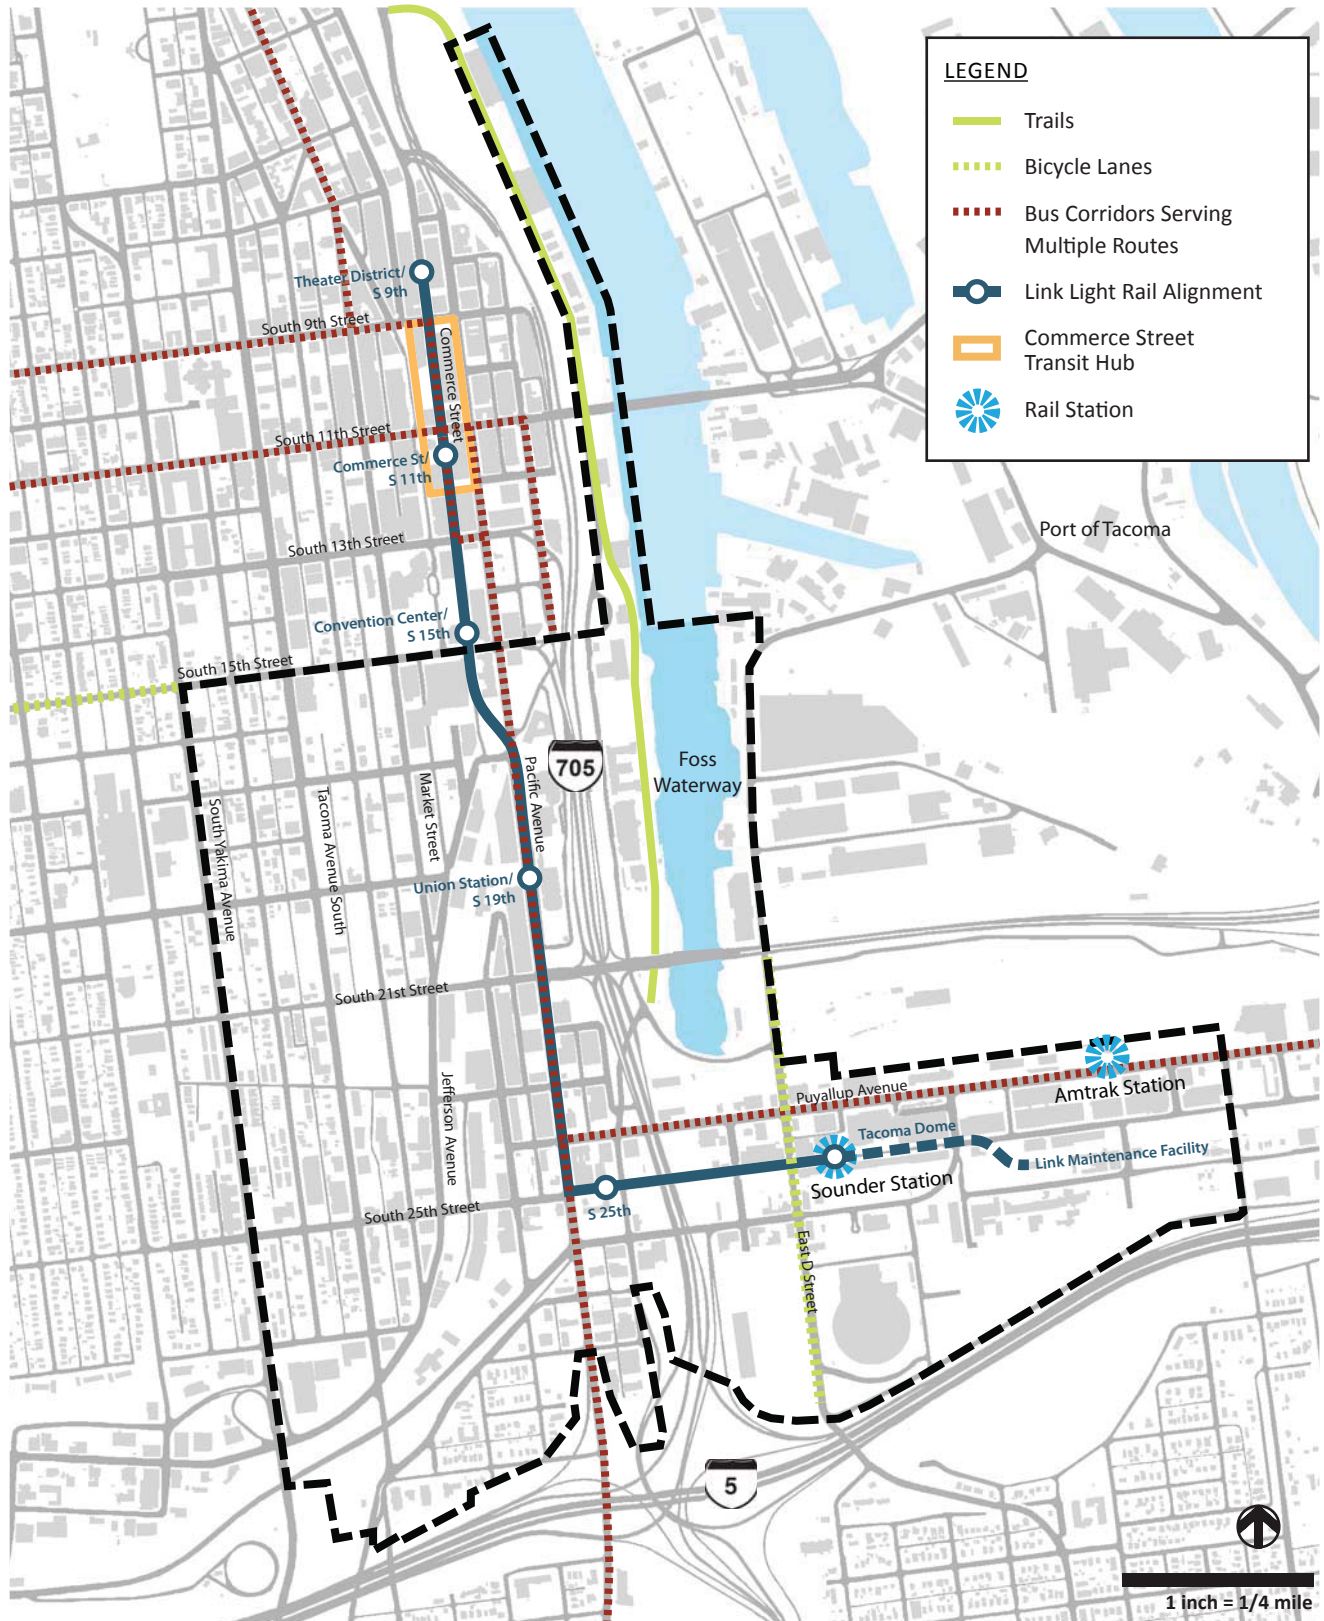 LEGEND
Trails
Bicycle Lanes
Bus Corridors Serving
Multiple Routes
Link Light Rail Alignment
Commerce Street
Transit Hub
Rail Station
Theater District/
S 9th
South 9th Street
Commerce Street
South 11th Street
Commerce St/
S 11th
Port of Tacoma
South 13th Street
Convention Center/
S 15th
South 15th Street
705
Foss
Waterway
Pacific Avenue
Market Street
Tacoma Avenue South
South Yakima Avenue
Union Station/
S 19th
South 21st Street
Jefferson Avenue
Puyallup Avenue
Amtrak Station
Tacoma Dome
Link Maintenance Facility
Sounder Station
S 25th
South 25th Street
East D Street
5
1 inch = 1/4 mile